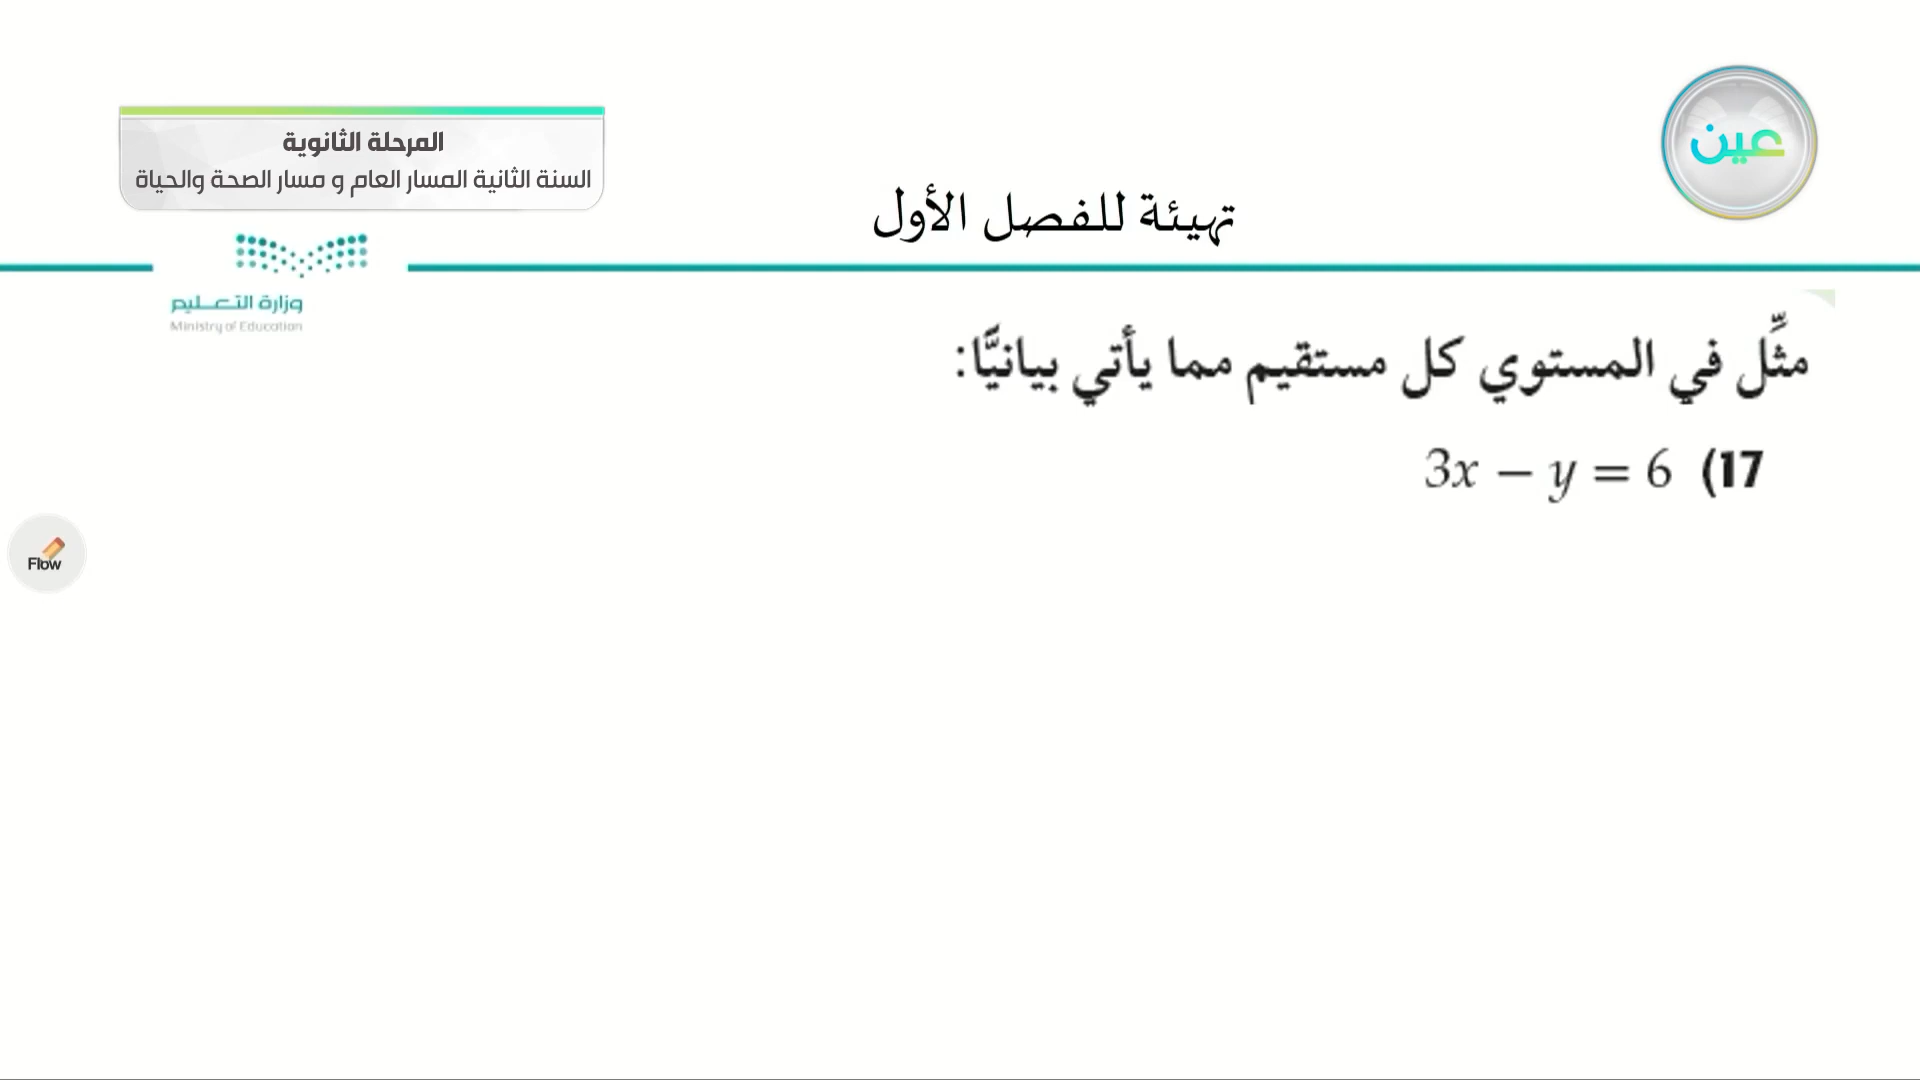 عين
المرحلة الثانوية
السنة الثانية المسار العام و مسار الصحة والحياة
تهيئة للفصل الأول
وزارة التعليم
Ministry of Education
مثِّل في المستوي كل مستقيم مما يأتي بيانيًّا:
17) 3x − y = 6
Flow